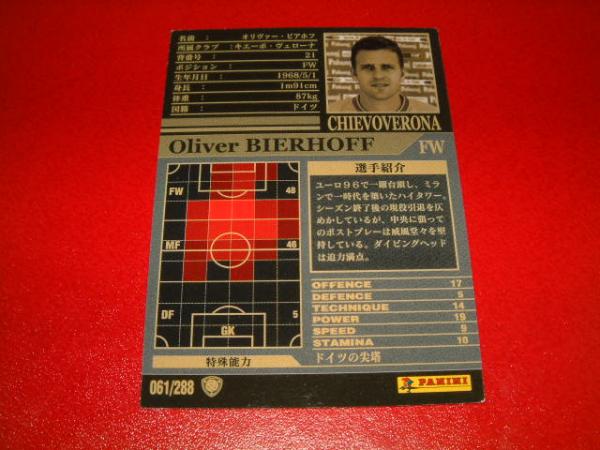 名前 : オリヴァー・ビアホフ
所属クラブ : キエーボ・ヴェローナ
背番号 : 21
ポジション : FW
生年月日 : 1968/5/1
身長 : 1m91cm
体重 : 87kg
国籍 : ドイツ
CHIEVOVERONA
Oliver BIERHOFF
FW
FW 48
MF 46
DF 5
GK
選手紹介
ユーロ96で一躍台頭し、ミラ
ンで一時代を築いたハイタワー。
シーズン終了後の現役引退を仄
めかしているが、中央に張って
のポストプレーは威風堂々を堅
持している。ダイビングヘッド
は迫力満点。
OFFENCE 17
DEFENCE 5
TECHNIQUE 14
POWER 19
SPEED 9
STAMINA 10
特殊能力
ドイツの尖塔
061/288
PANINI